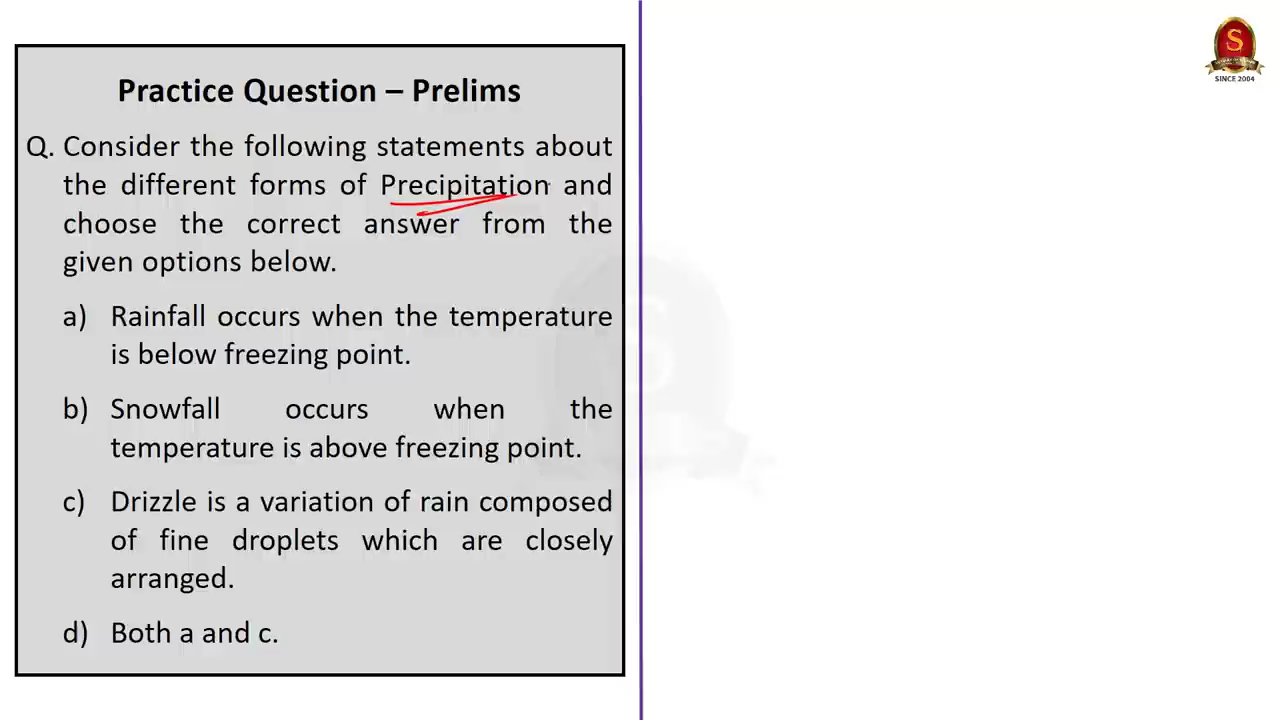 S
SINCE 2004
Practice Question – Prelims
Q. Consider the following statements about
the different forms of Precipitation and
choose the correct answer from the
given options below.
a) Rainfall occurs when the temperature
is below freezing point.
b) Snowfall occurs when the
temperature is above freezing point.
c) Drizzle is a variation of rain composed
of fine droplets which are closely
arranged.
d) Both a and c.